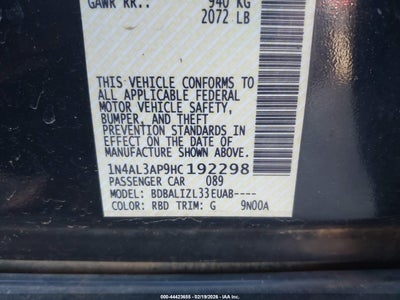 GAWR RR.: 940 KG
2072 LB
THIS VEHICLE CONFORMS TO
ALL APPLICABLE FEDERAL
MOTOR VEHICLE SAFETY,
BUMPER, AND THEFT
PREVENTION STANDARDS IN
EFFECT ON THE DATE OF
MANUFACTURE SHOWN ABOVE.
1N4AL3AP9HC192298
PASSENGER CAR 089
MODEL: BDBALIZL33EUAB----
COLOR: RBD TRIM: G 9N00A
000-44423655 - 02/19/2026 - IAA Holdings, LLC